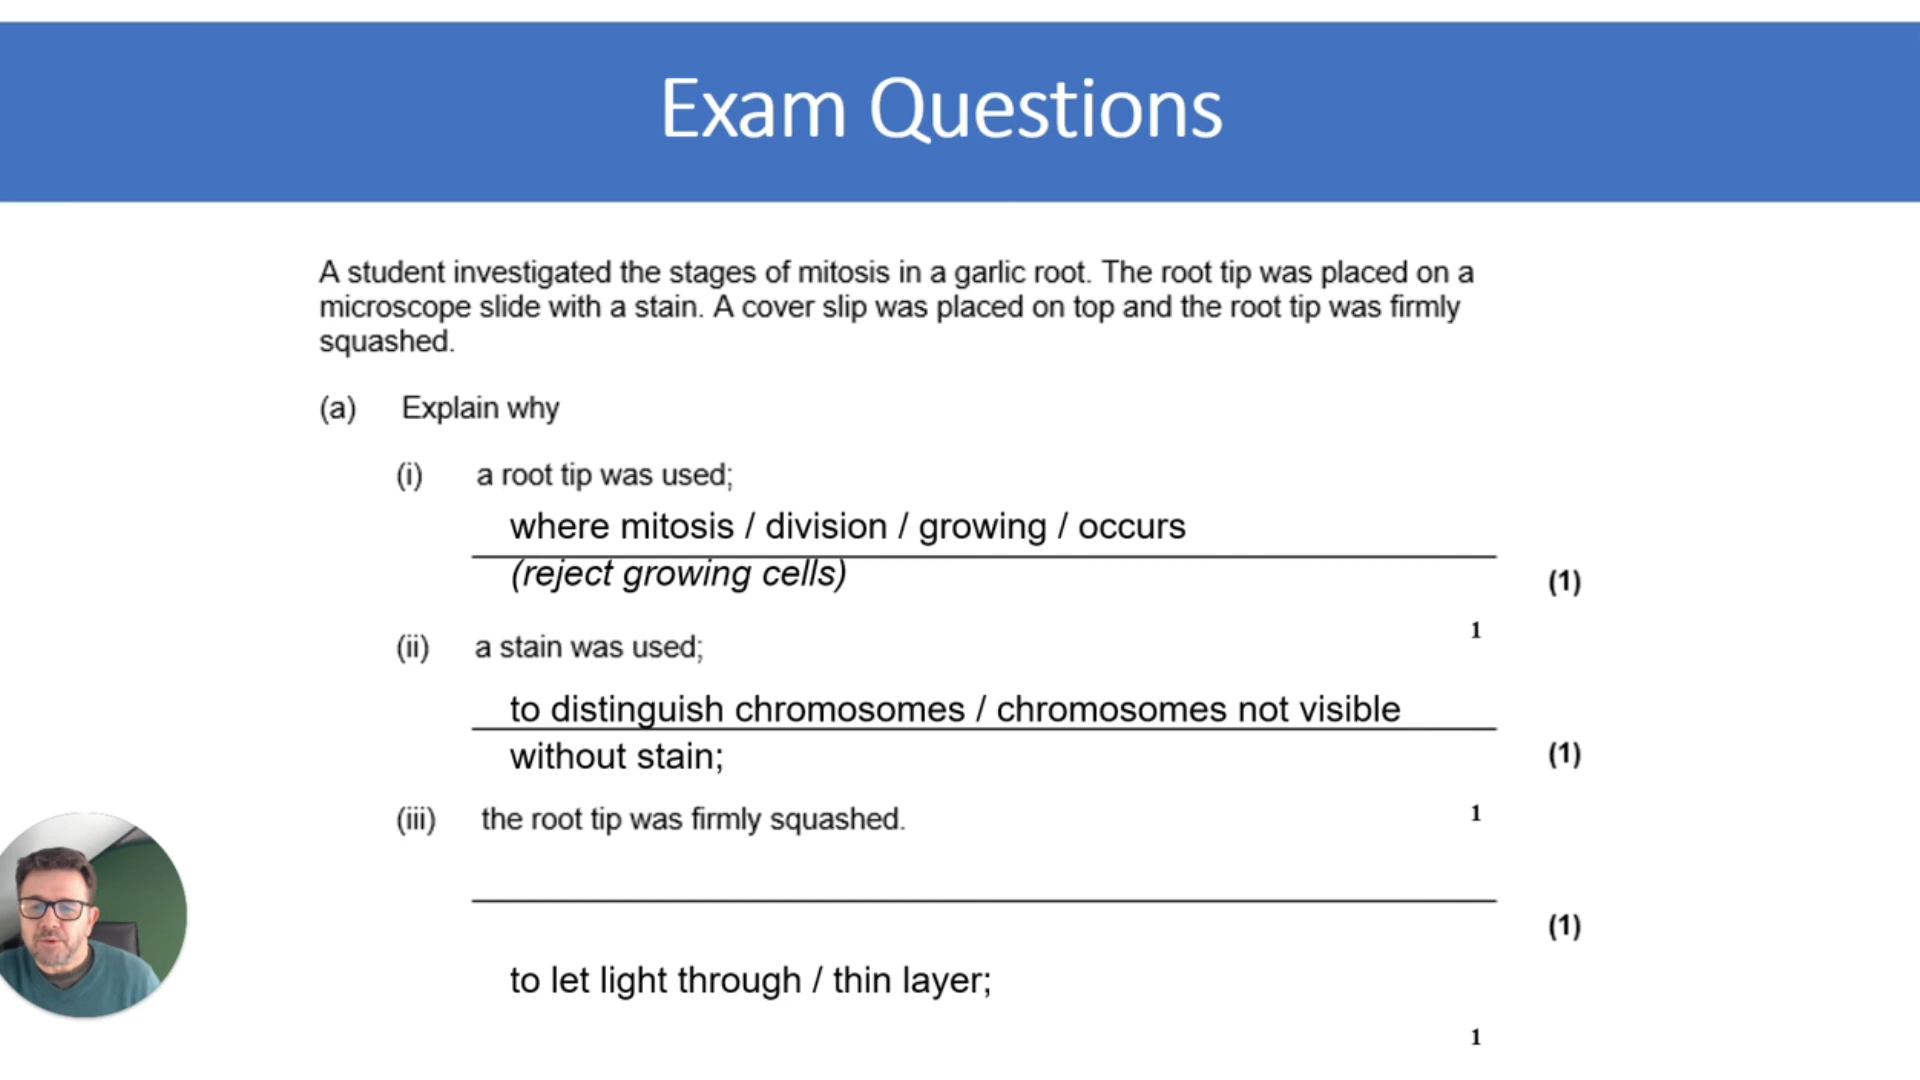 Exam Questions
A student investigated the stages of mitosis in a garlic root. The root tip was placed on a
microscope slide with a stain. A cover slip was placed on top and the root tip was firmly
squashed.
(a) Explain why
(i) a root tip was used;
where mitosis / division / growing / occurs
(reject growing cells)
(1)
1
(ii) a stain was used;
to distinguish chromosomes / chromosomes not visible
without stain;
(1)
1
(iii) the root tip was firmly squashed.
(1)
to let light through / thin layer;
1